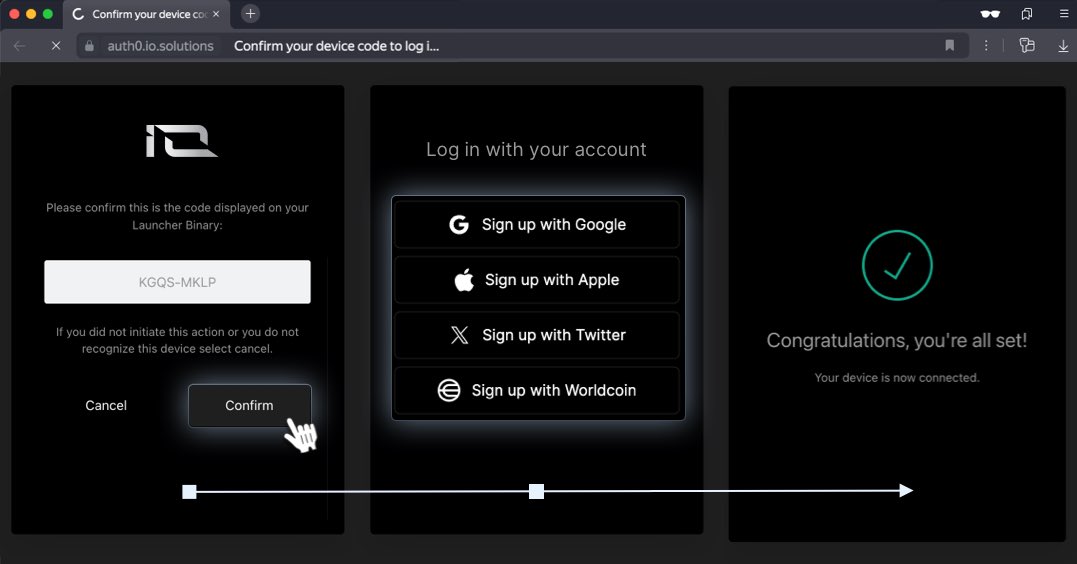 Confirm your device co
auth0.io.solutions Confirm your device code to log i...
iO
Please confirm this is the code displayed on your
Launcher Binary:
KGQS-MKLP
If you did not initiate this action or you do not
recognize this device select cancel.
Cancel Confirm
Log in with your account
Sign up with Google
Sign up with Apple
Sign up with Twitter
Sign up with Worldcoin
Congratulations, you're all set!
Your device is now connected.